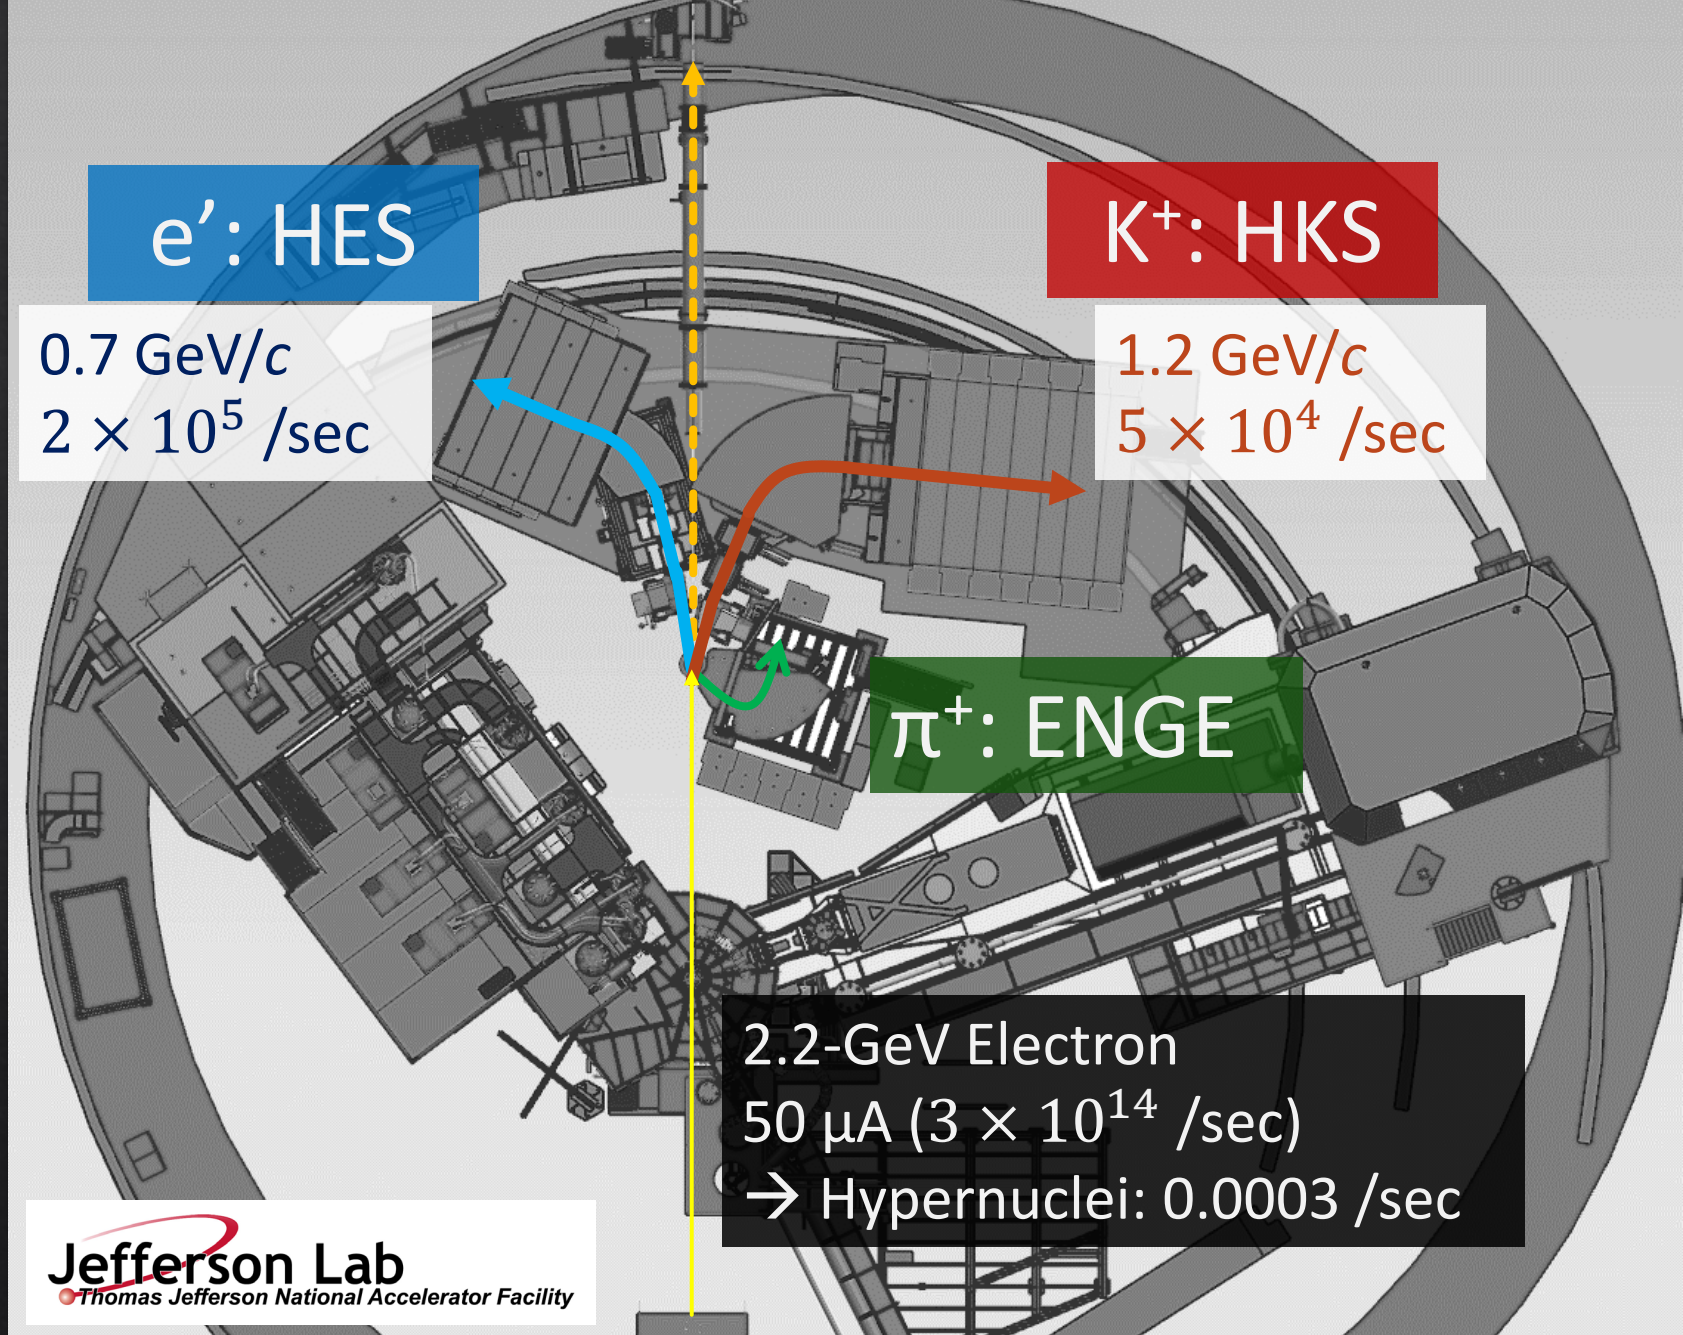 e’: HES
0.7 GeV/c
2 × 10⁵ /sec
K⁺: HKS
1.2 GeV/c
5 × 10⁴ /sec
π⁺: ENGE
2.2-GeV Electron
50 μA (3 × 10¹⁴ /sec)
→ Hypernuclei: 0.0003 /sec
Jefferson Lab
Thomas Jefferson National Accelerator Facility